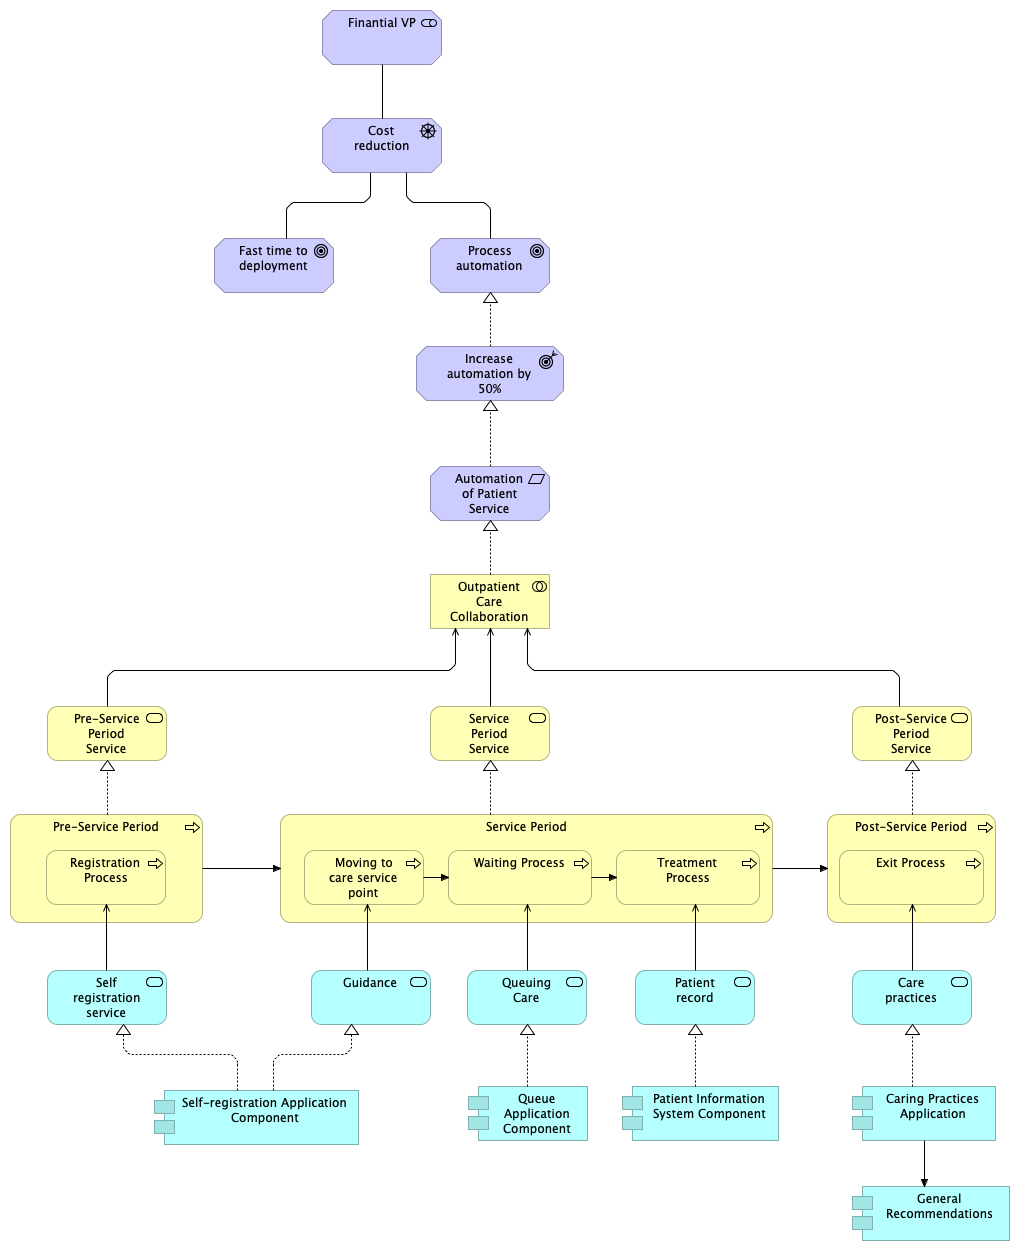 Finantial VP
Cost
reduction
Fast time to
deployment
Process
automation
Increase
automation by
50%
Automation
of Patient
Service
Outpatient
Care
Collaboration
Pre-Service
Period
Service
Service
Period
Service
Post-Service
Period
Service
Pre-Service Period
Registration
Process
Service Period
Moving to
care service
point
Waiting Process
Treatment
Process
Post-Service Period
Exit Process
Self
registration
service
Guidance
Queuing
Care
Patient
record
Care
practices
Self-registration Application
Component
Queue
Application
Component
Patient Information
System Component
Caring Practices
Application
General
Recommendations